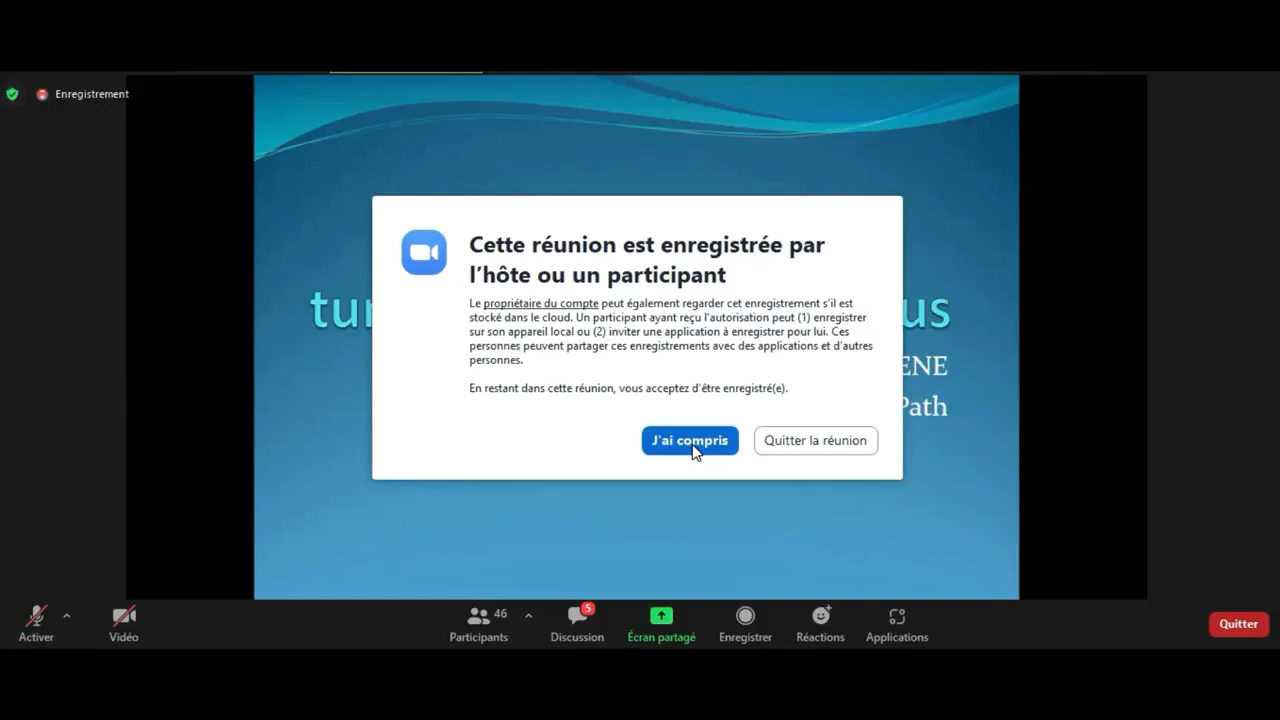 Enregistrement
Cette réunion est enregistrée par
l’hôte ou un participant
Le propriétaire du compte peut également regarder cet enregistrement s’il est
stocké dans le cloud. Un participant ayant reçu l’autorisation peut (1) enregistrer
sur son appareil local ou (2) inviter une application à enregistrer pour lui. Ces
personnes peuvent partager ces enregistrements avec des applications et d’autres
personnes.
En restant dans cette réunion, vous acceptez d’être enregistré(e).
J’ai compris Quitter la réunion
46 5
Activer Vidéo Participants Discussion Écran partagé Enregistrer Réactions Applications Quitter